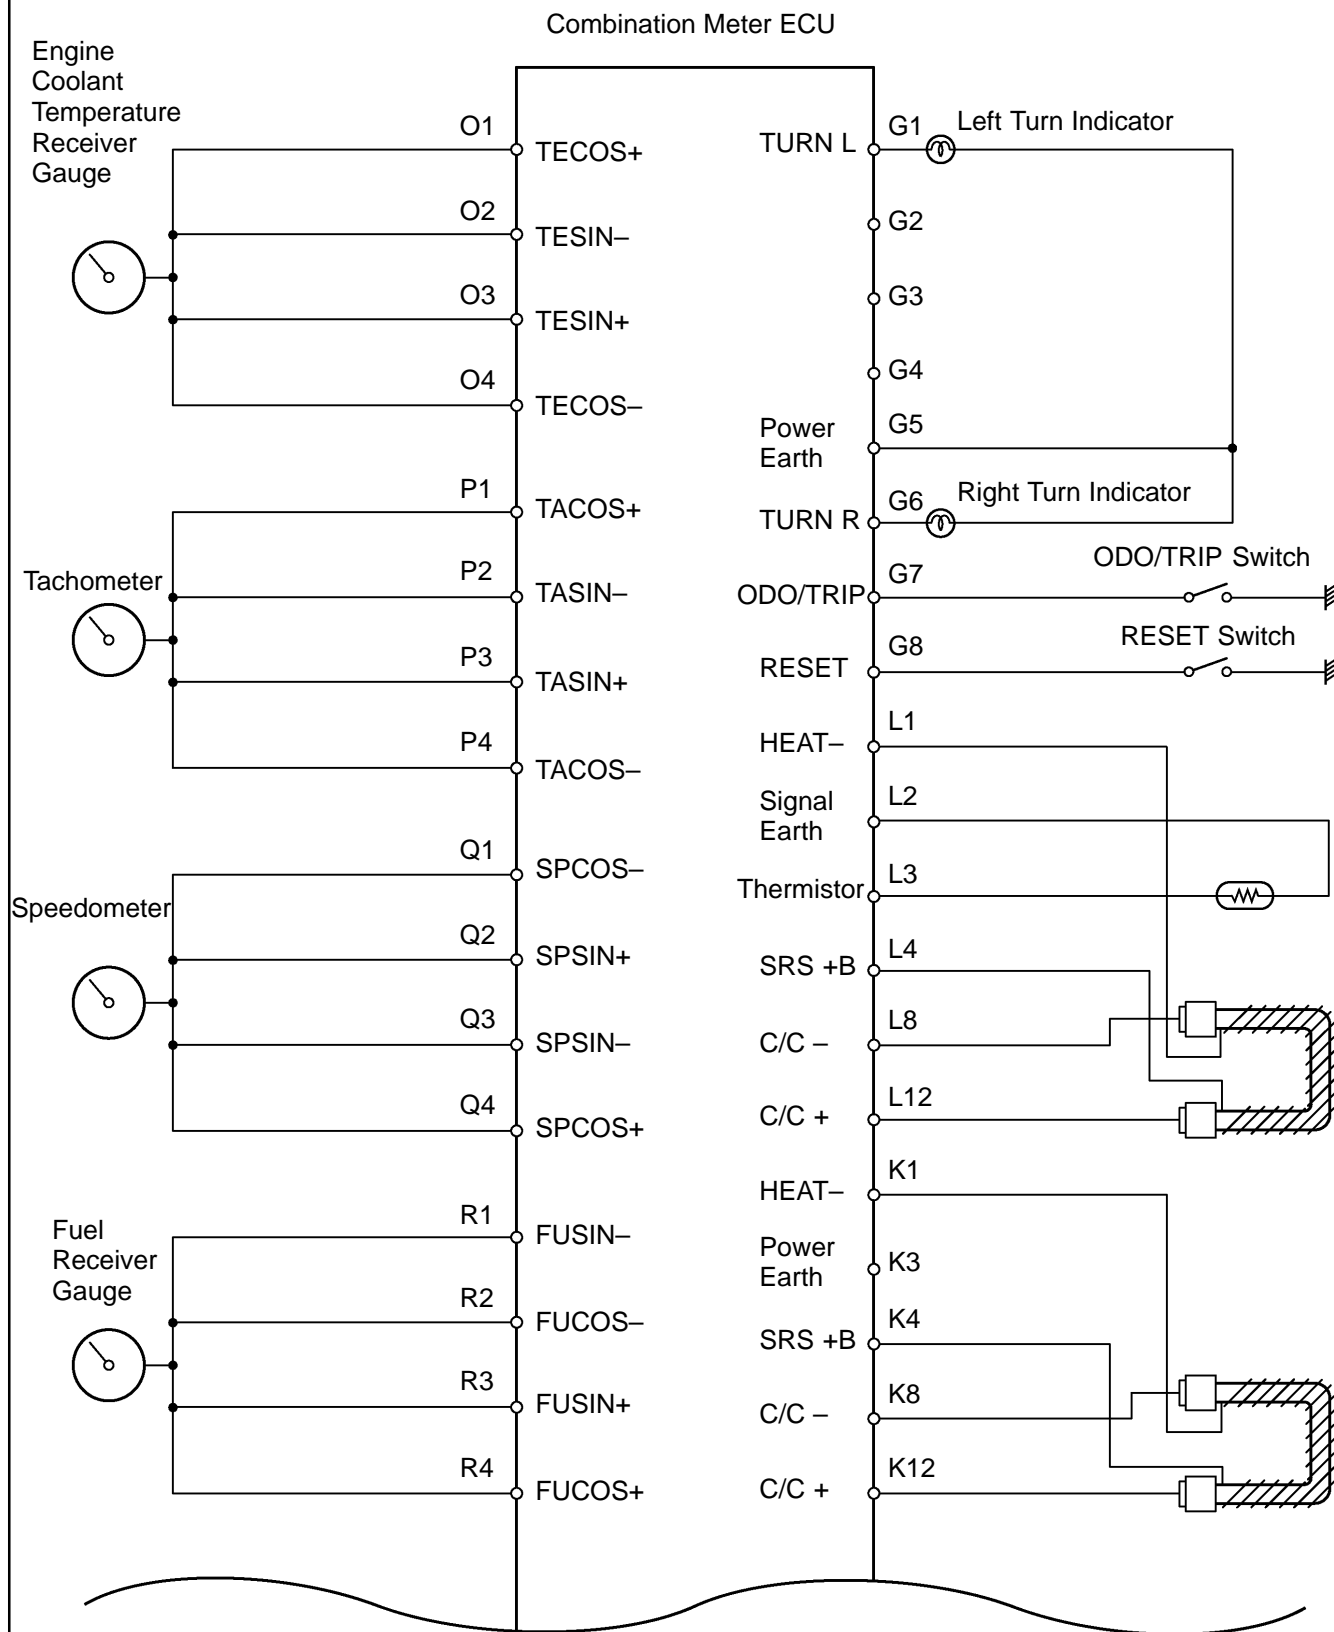 Combination Meter ECU
Engine
Coolant
Temperature
Receiver
Gauge
O1
TECOS+
O2
TESIN–
O3
TESIN+
O4
TECOS–
Tachometer
P1
TACOS+
P2
TASIN–
P3
TASIN+
P4
TACOS–
Speedometer
Q1
SPCOS–
Q2
SPSIN+
Q3
SPSIN–
Q4
SPCOS+
Fuel
Receiver
Gauge
R1
FUSIN–
R2
FUCOS–
R3
FUSIN+
R4
FUCOS+
TURN L
G1
Left Turn Indicator
G2
G3
G4
Power
Earth
G5
TURN R
G6
Right Turn Indicator
ODO/TRIP
G7
ODO/TRIP Switch
RESET
G8
RESET Switch
HEAT–
L1
Signal
Earth
L2
Thermistor
L3
SRS +B
L4
C/C –
L8
C/C +
L12
HEAT–
K1
Power
Earth
K3
SRS +B
K4
C/C –
K8
C/C +
K12